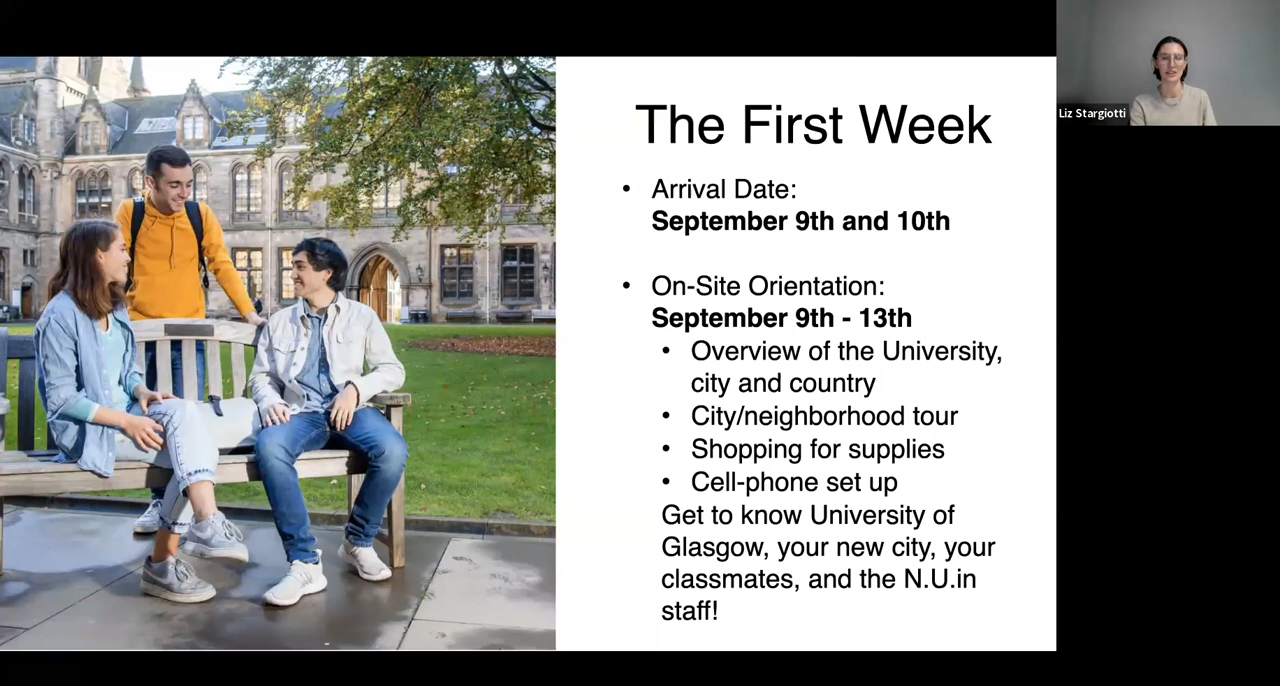 The First Week
• Arrival Date:
September 9th and 10th
• On-Site Orientation:
September 9th - 13th
• Overview of the University,
city and country
• City/neighborhood tour
• Shopping for supplies
• Cell-phone set up
Get to know University of
Glasgow, your new city, your
classmates, and the N.U.in
staff!
Liz Stargiotti